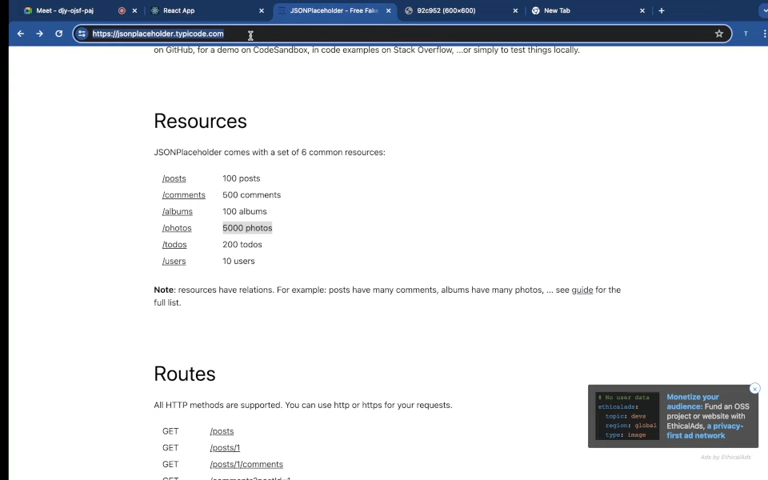 Meet - djy-ojsf-paj
React App
JSONPlaceholder - Free Fake
92c952 (600×600)
New Tab
https://jsonplaceholder.typicode.com
T
on GitHub, for a demo on CodeSandbox, in code examples on Stack Overflow, ...or simply to test things locally.
Resources
JSONPlaceholder comes with a set of 6 common resources:
/posts 100 posts
/comments 500 comments
/albums 100 albums
/photos 5000 photos
/todos 200 todos
/users 10 users
Note: resources have relations. For example: posts have many comments, albums have many photos, ... see guide for the
full list.
Routes
All HTTP methods are supported. You can use http or https for your requests.
GET /posts
GET /posts/1
GET /posts/1/comments
# No user data
ethicalads:
topic: devs
region: global
type: image
Monetize your
audience: Fund an OSS
project or website with
EthicalAds, a privacy-
first ad network
Ads by EthicalAds